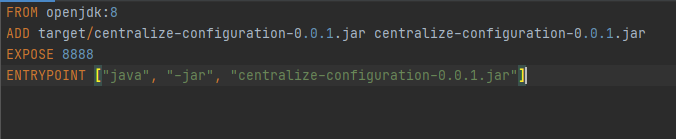 FROM openjdk:8
ADD target/centralize-configuration-0.0.1.jar centralize-configuration-0.0.1.jar
EXPOSE 8888
ENTRYPOINT ["java", "-jar", "centralize-configuration-0.0.1.jar"]